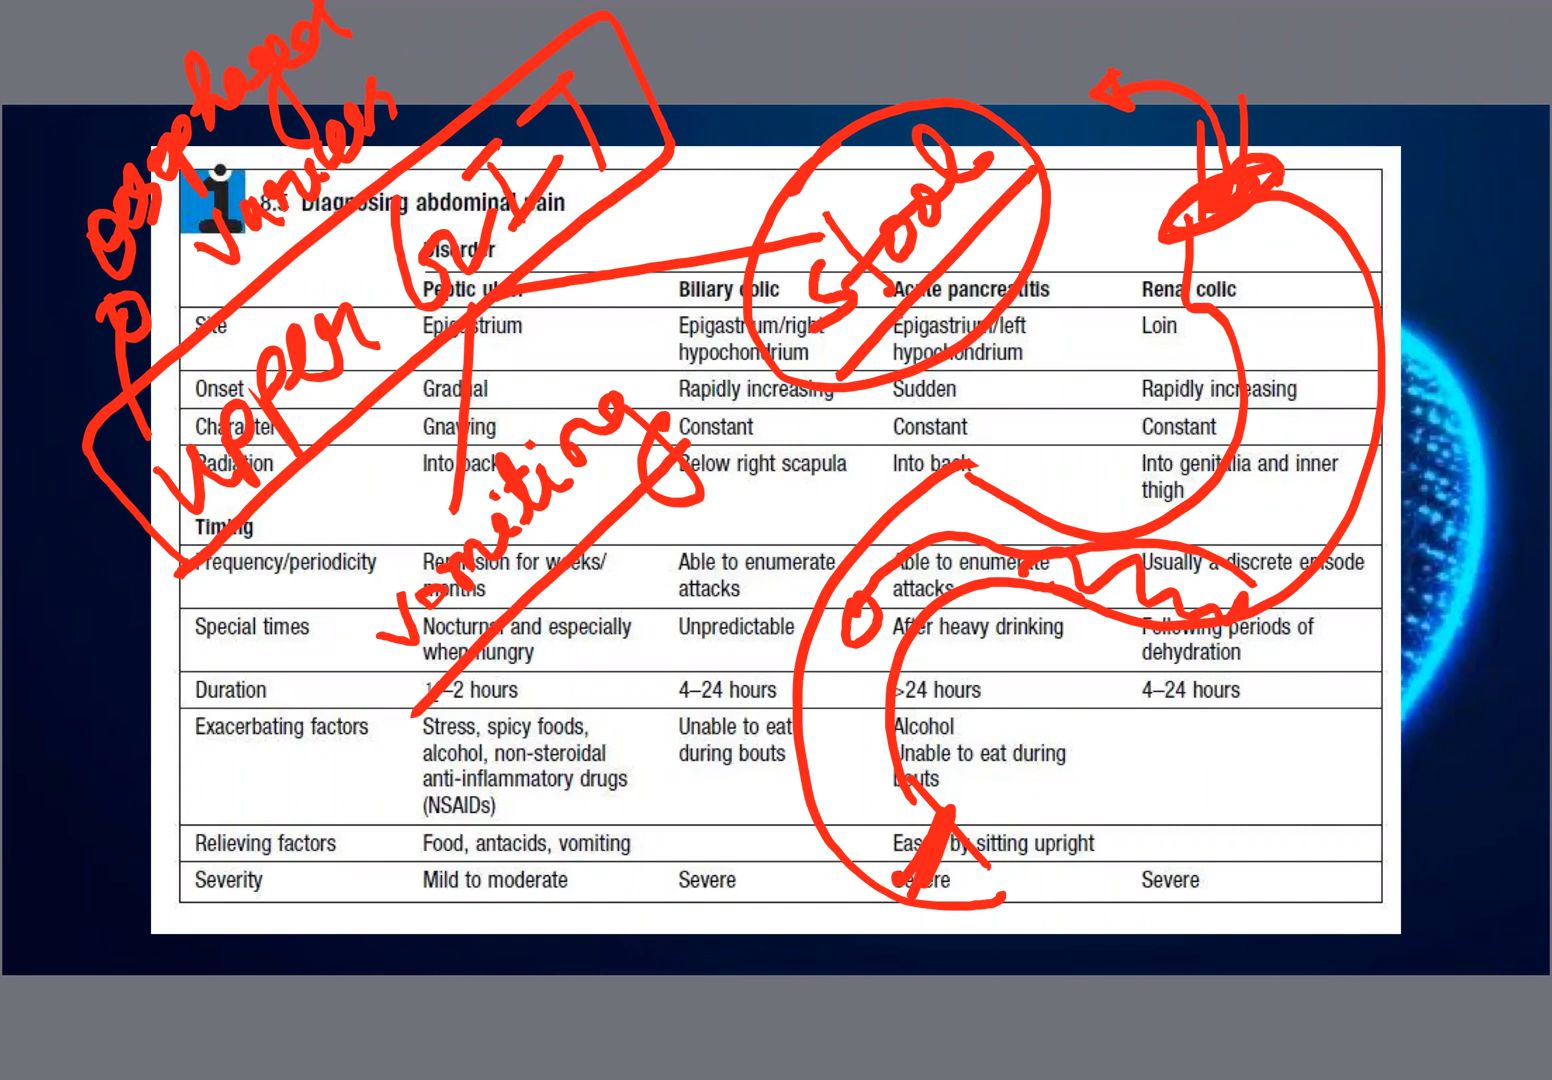 Oesophageal
varices
Upper GIT
Stool
Vomiting
8.5 Diagnosing abdominal pain
Disorder
Peptic ulcer Biliary colic Acute pancreatitis Renal colic
Site Epigastrium Epigastrium/right hypochondrium Epigastrium/left hypochondrium Loin
Onset Gradual Rapidly increasing Sudden Rapidly increasing
Character Gnawing Constant Constant Constant
Radiation Into back Below right scapula Into back Into genitalia and inner thigh
Timing
Frequency/periodicity Remission for weeks/months Able to enumerate attacks Able to enumerate attacks Usually a discrete episode
Special times Nocturnal and especially when hungry Unpredictable After heavy drinking Following periods of dehydration
Duration ½–2 hours 4–24 hours >24 hours 4–24 hours
Exacerbating factors Stress, spicy foods, alcohol, non-steroidal anti-inflammatory drugs (NSAIDs) Unable to eat during bouts Alcohol Unable to eat during bouts
Relieving factors Food, antacids, vomiting Eased by sitting upright
Severity Mild to moderate Severe Severe Severe